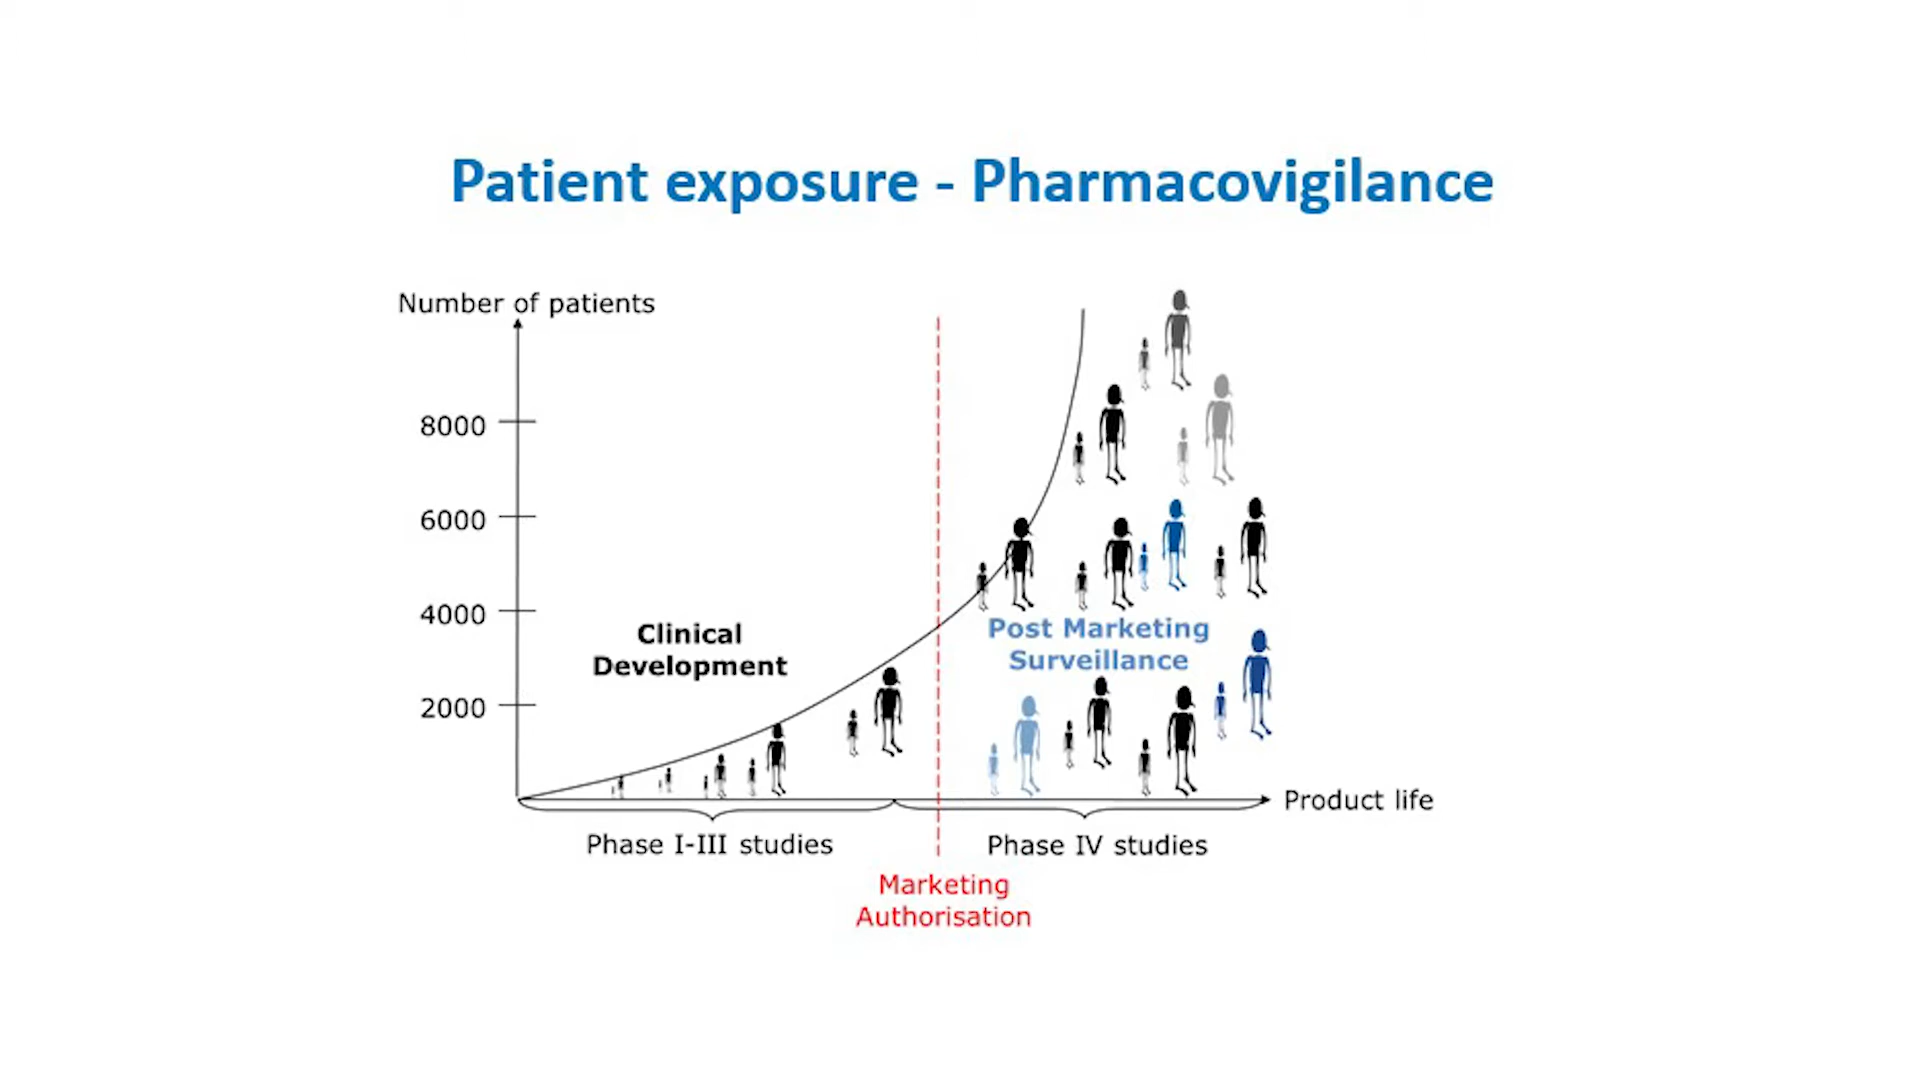 Patient exposure - Pharmacovigilance
Number of patients
8000
6000
4000
2000
Clinical
Development
Post Marketing
Surveillance
Product life
Phase I-III studies
Phase IV studies
Marketing
Authorisation